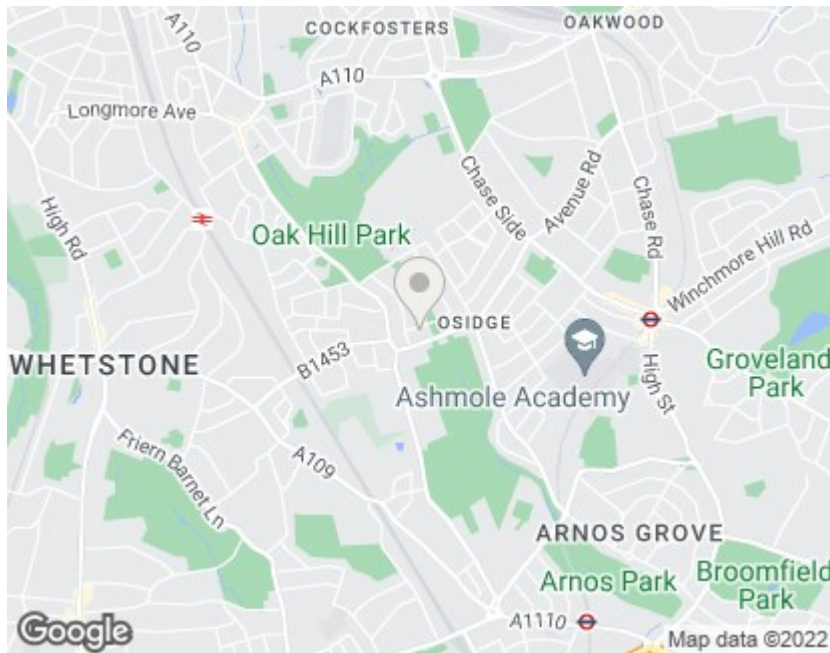 COCKFOSTERS
OAKWOOD
A110
A110
Longmore Ave
High Rd
Chase Side
Avenue Rd
Chase Rd
Oak Hill Park
Winchmore Hill Rd
OSIDGE
B1453
WHETSTONE
Ashmole Academy
High St
Groveland
Park
Friern Barnet Ln
A109
ARNOS GROVE
Arnos Park
Broomfield
Park
A1110
Google
Map data ©2022